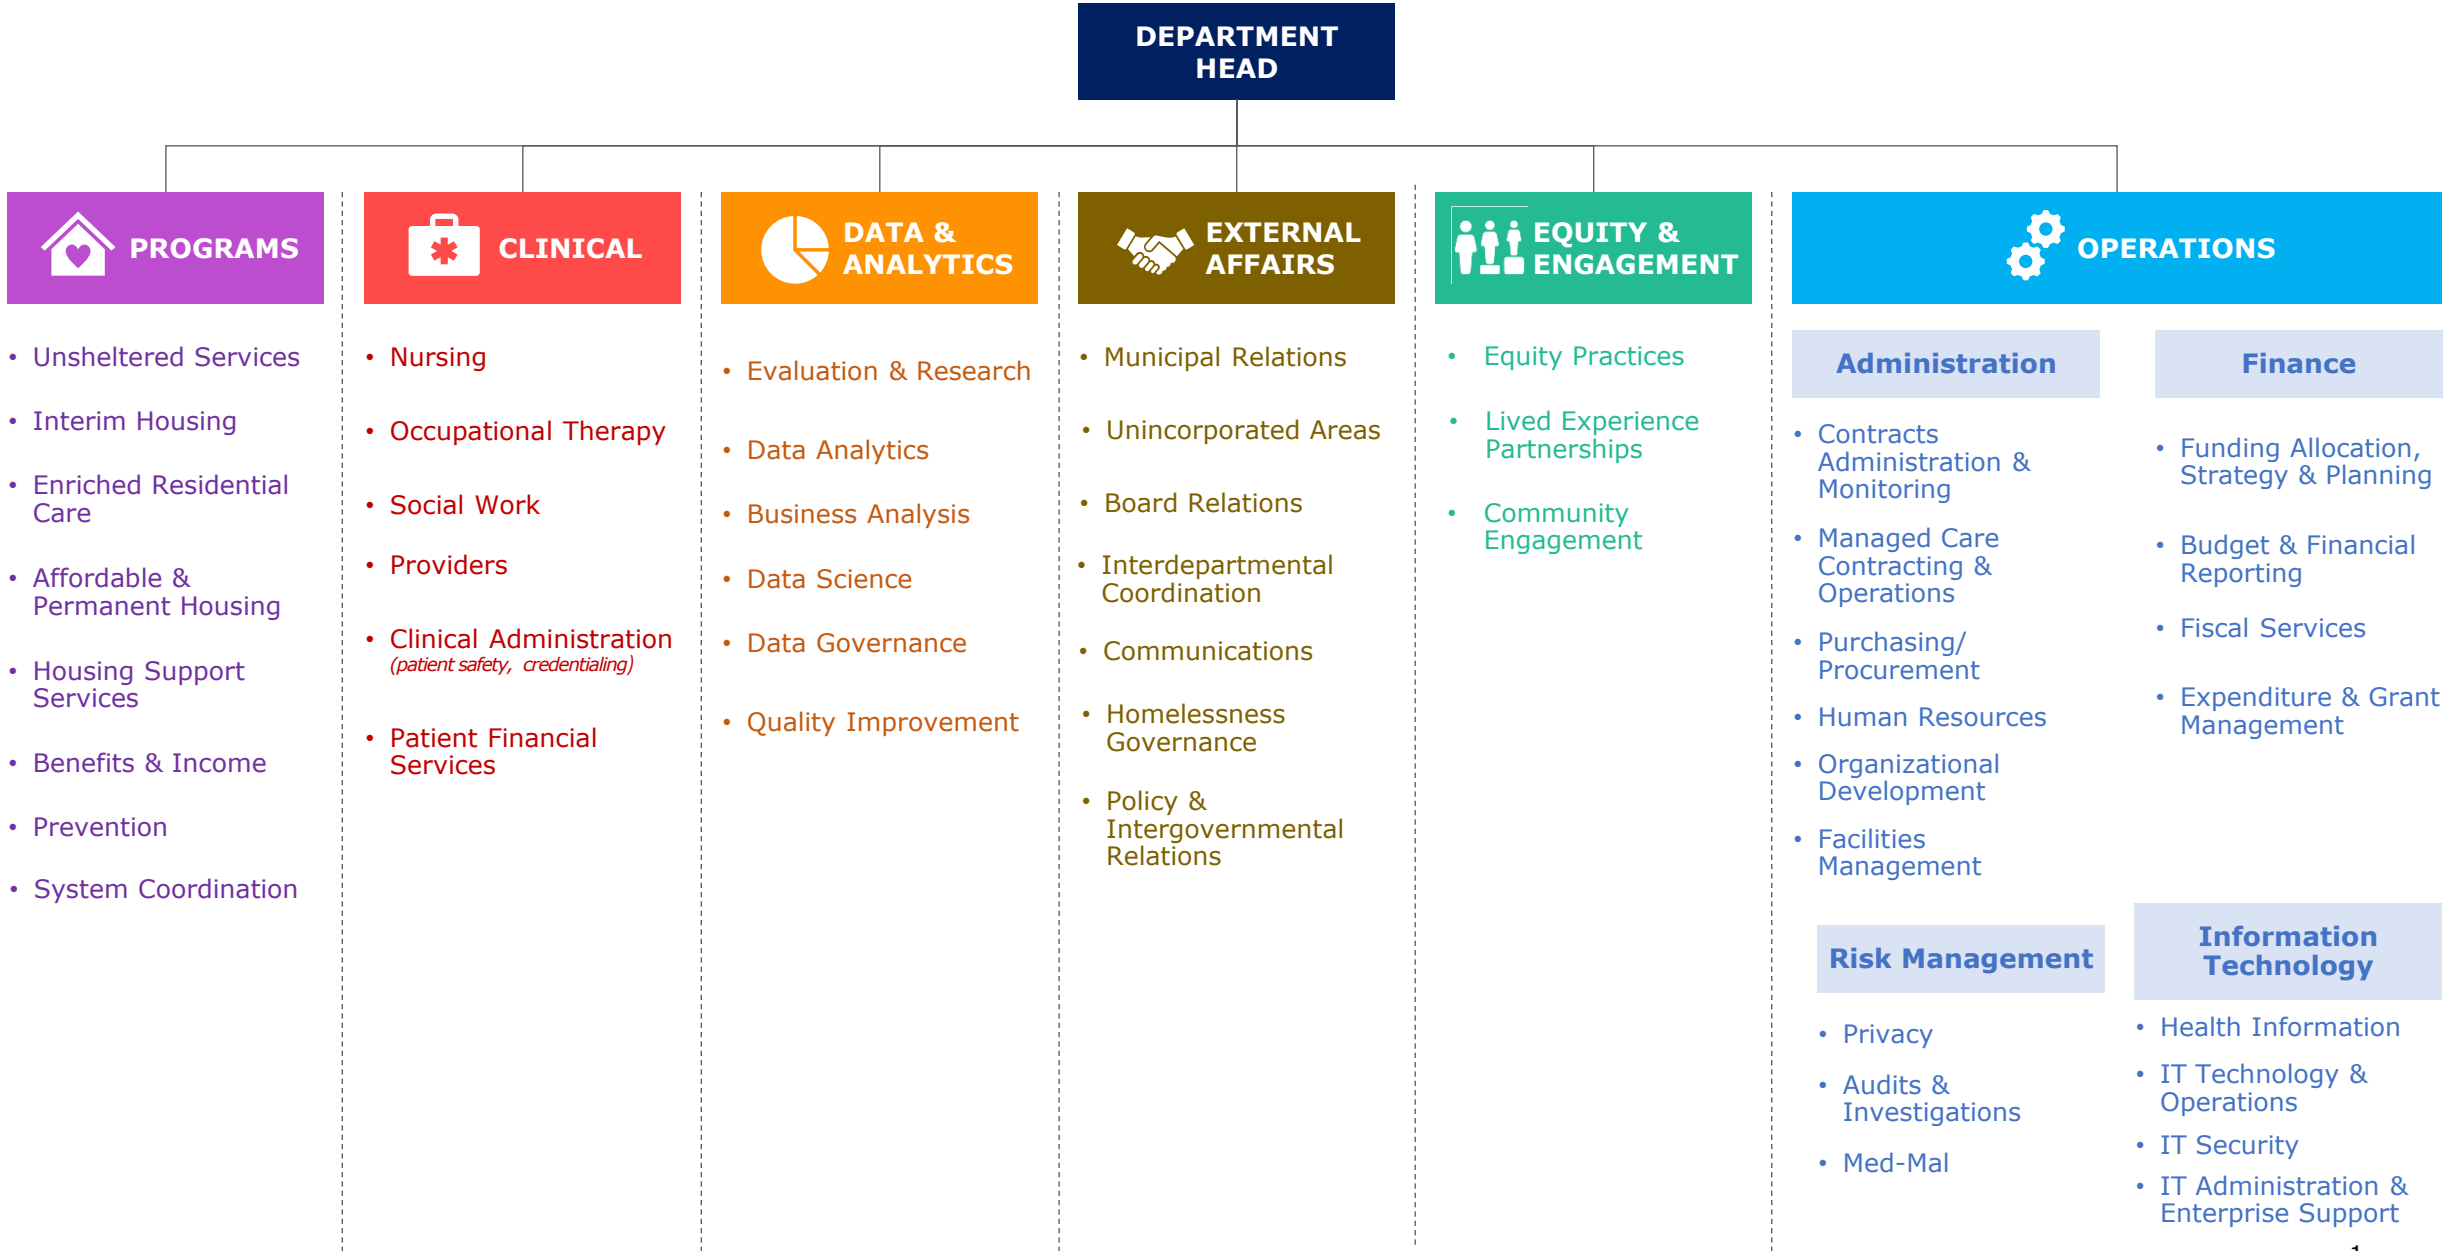 DEPARTMENT
HEAD
PROGRAMS
• Unsheltered Services
• Interim Housing
• Enriched Residential
Care
• Affordable &
Permanent Housing
• Housing Support
Services
• Benefits & Income
• Prevention
• System Coordination
CLINICAL
• Nursing
• Occupational Therapy
• Social Work
• Providers
• Clinical Administration
(patient safety, credentialing)
• Patient Financial
Services
DATA &
ANALYTICS
• Evaluation & Research
• Data Analytics
• Business Analysis
• Data Science
• Data Governance
• Quality Improvement
EXTERNAL
AFFAIRS
• Municipal Relations
• Unincorporated Areas
• Board Relations
• Interdepartmental
Coordination
• Communications
• Homelessness
Governance
• Policy &
Intergovernmental
Relations
EQUITY &
ENGAGEMENT
• Equity Practices
• Lived Experience
Partnerships
• Community
Engagement
OPERATIONS
Administration
• Contracts
Administration &
Monitoring
• Managed Care
Contracting &
Operations
• Purchasing/
Procurement
• Human Resources
• Organizational
Development
• Facilities
Management
Finance
• Funding Allocation,
Strategy & Planning
• Budget & Financial
Reporting
• Fiscal Services
• Expenditure & Grant
Management
Risk Management
• Privacy
• Audits &
Investigations
• Med-Mal
Information
Technology
• Health Information
• IT Technology &
Operations
• IT Security
• IT Administration &
Enterprise Support
1